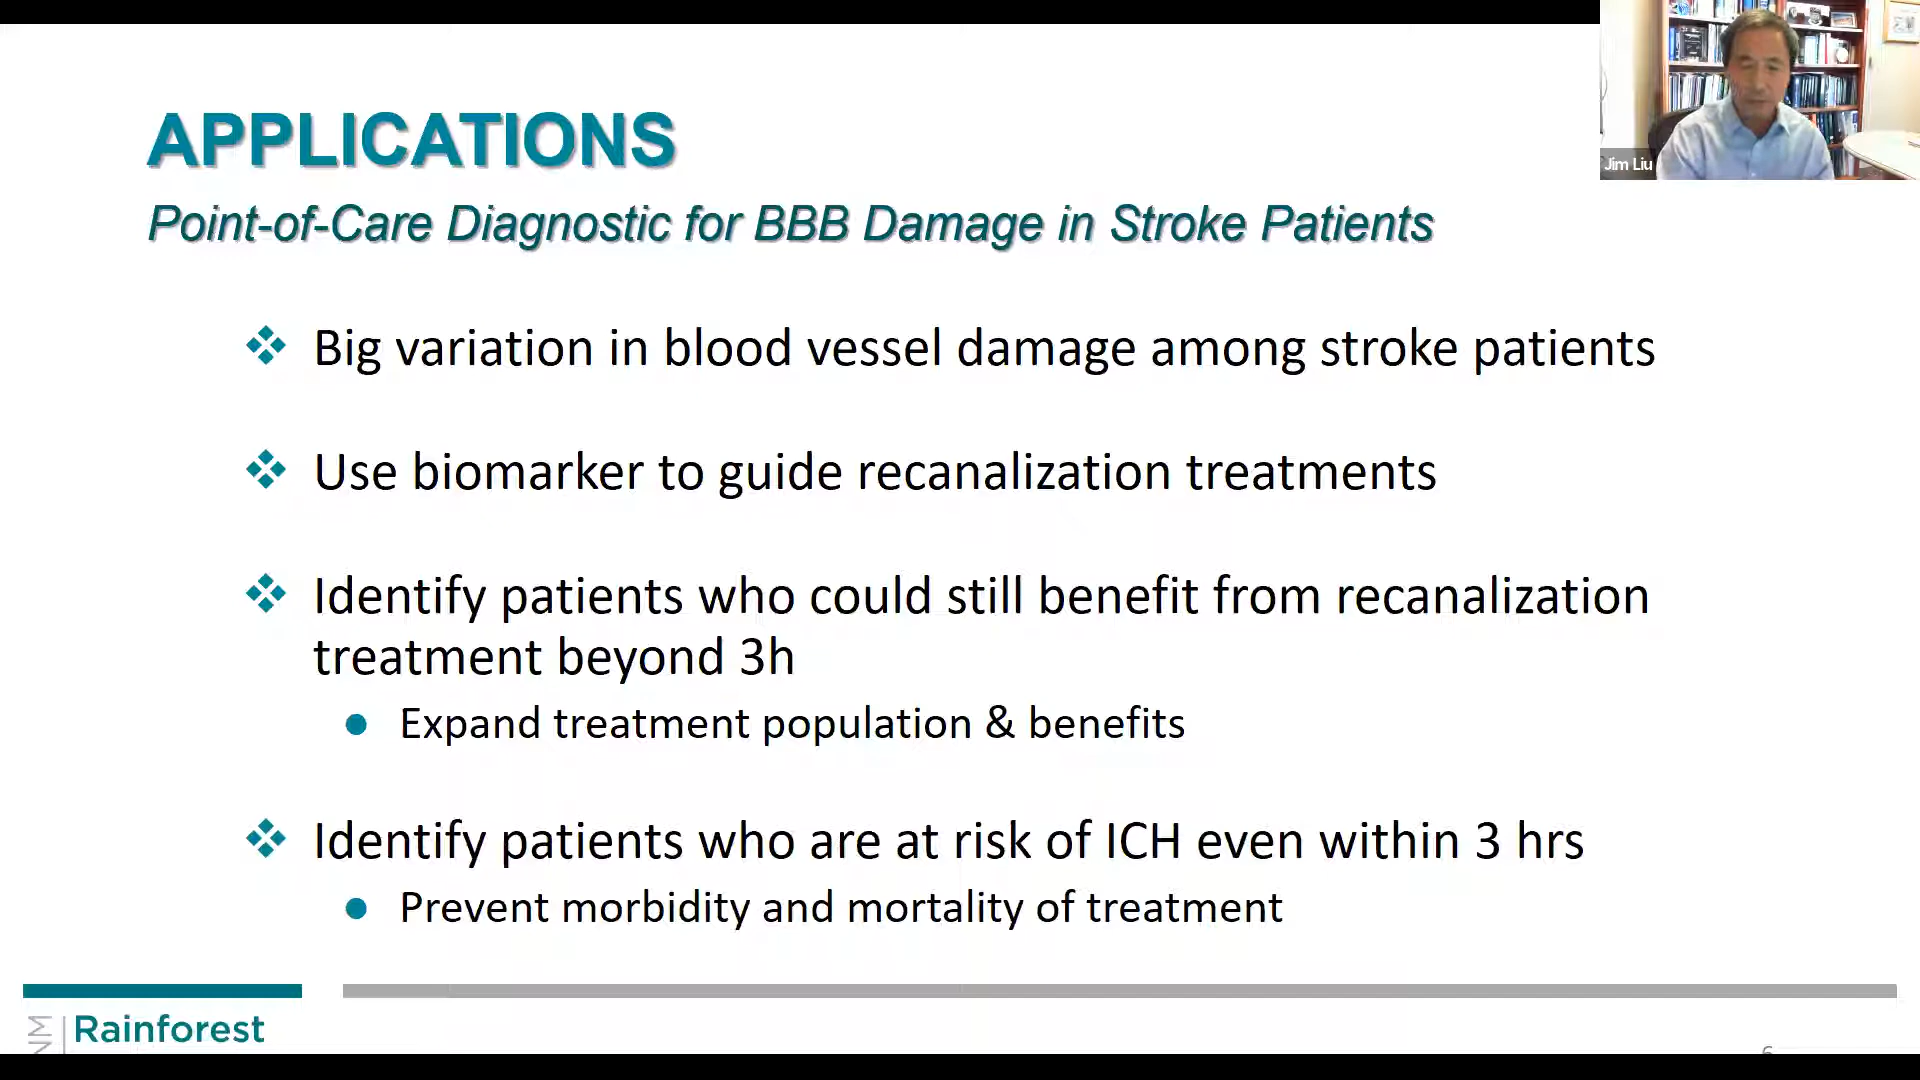 APPLICATIONS
Point-of-Care Diagnostic for BBB Damage in Stroke Patients
Jim Liu
Big variation in blood vessel damage among stroke patients
Use biomarker to guide recanalization treatments
Identify patients who could still benefit from recanalization
treatment beyond 3h
Expand treatment population & benefits
Identify patients who are at risk of ICH even within 3 hrs
Prevent morbidity and mortality of treatment
Rainforest